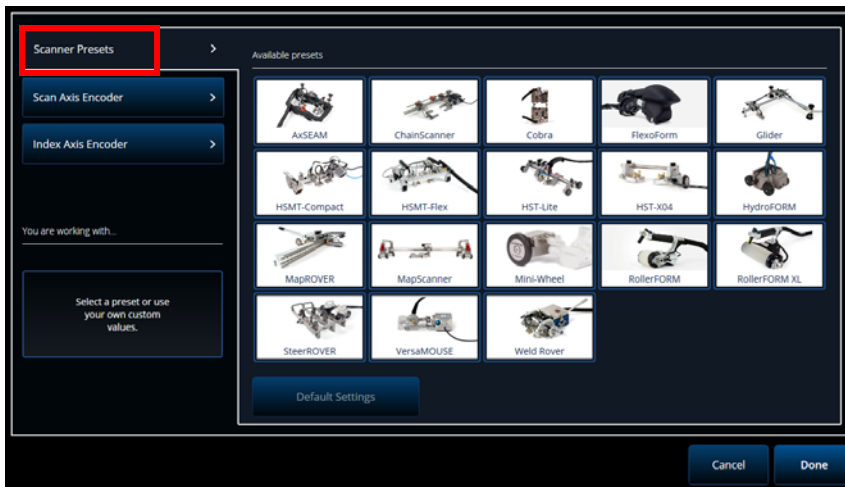 Scanner Presets
Scan Axis Encoder
Index Axis Encoder
You are working with...
Select a preset or use
your own custom
values.
Available presets
AxSEAM
ChainScanner
Cobra
FlexoForm
Glider
HSMT-Compact
HSMT-Flex
HST-Lite
HST-X04
HydroFORM
MapROVER
MapScanner
Mini-Wheel
RollerFORM
RollerFORM XL
SteerROVER
VersaMOUSE
Weld Rover
Default Settings
Cancel
Done